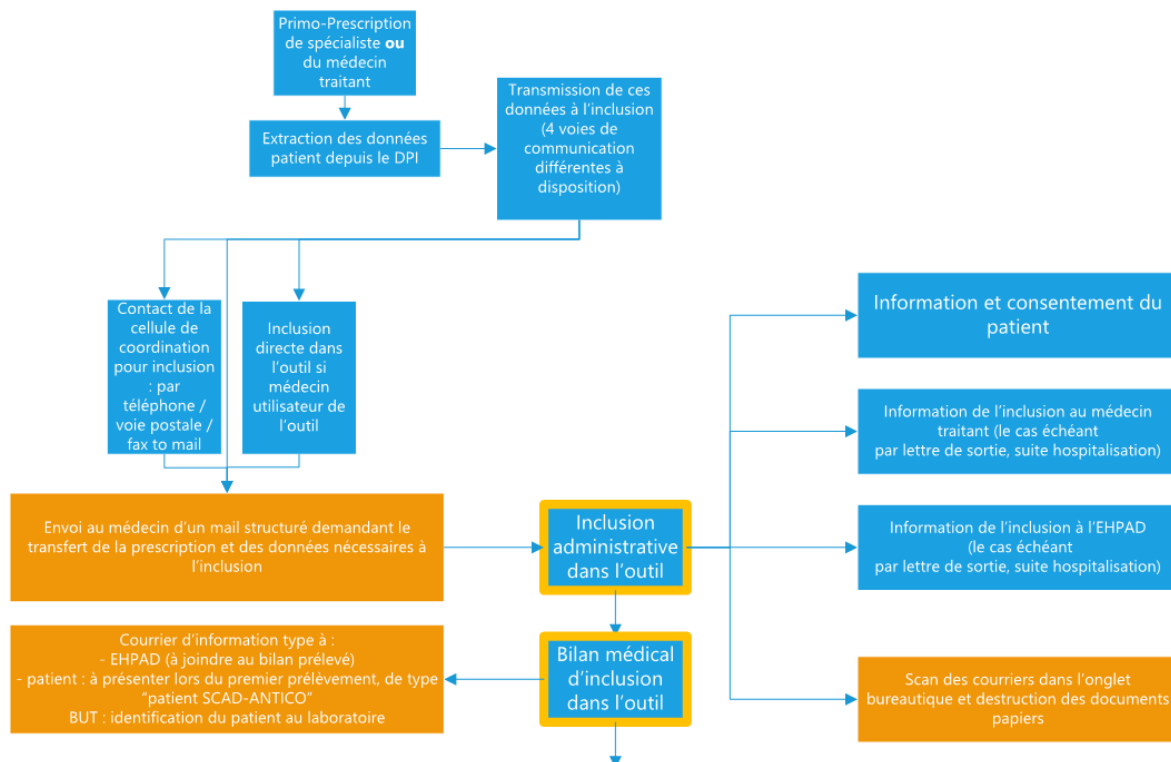 Primo-Prescription
de spécialiste ou
du médecin
traitant
Extraction des données
patient depuis le DPI
Transmission de ces
données à l'inclusion
(4 voies de
communication
différentes à
disposition)
Contact de la
cellule de
coordination
pour inclusion
: par
téléphone /
voie postale /
fax to mail
Inclusion
directe dans
l'outil si
médecin
utilisateur de
l'outil
Information et consentement du
patient
Information de l'inclusion au médecin
traitant (le cas échéant
par lettre de sortie, suite hospitalisation)
Envoi au médecin d'un mail structuré demandant le
transfert de la prescription et des données nécessaires à
l'inclusion
Inclusion
administrative
dans l'outil
Information de l'inclusion à l'EHPAD
(le cas échéant
par lettre de sortie, suite hospitalisation)
Courrier d'information type à :
- EHPAD (à joindre au bilan prélevé)
- patient : à présenter lors du premier prélèvement, de type
“patient SCAD-ANTICO”
BUT : identification du patient au laboratoire
Bilan médical
d'inclusion
dans l'outil
Scan des courriers dans l'onglet
bureautique et destruction des documents
papiers